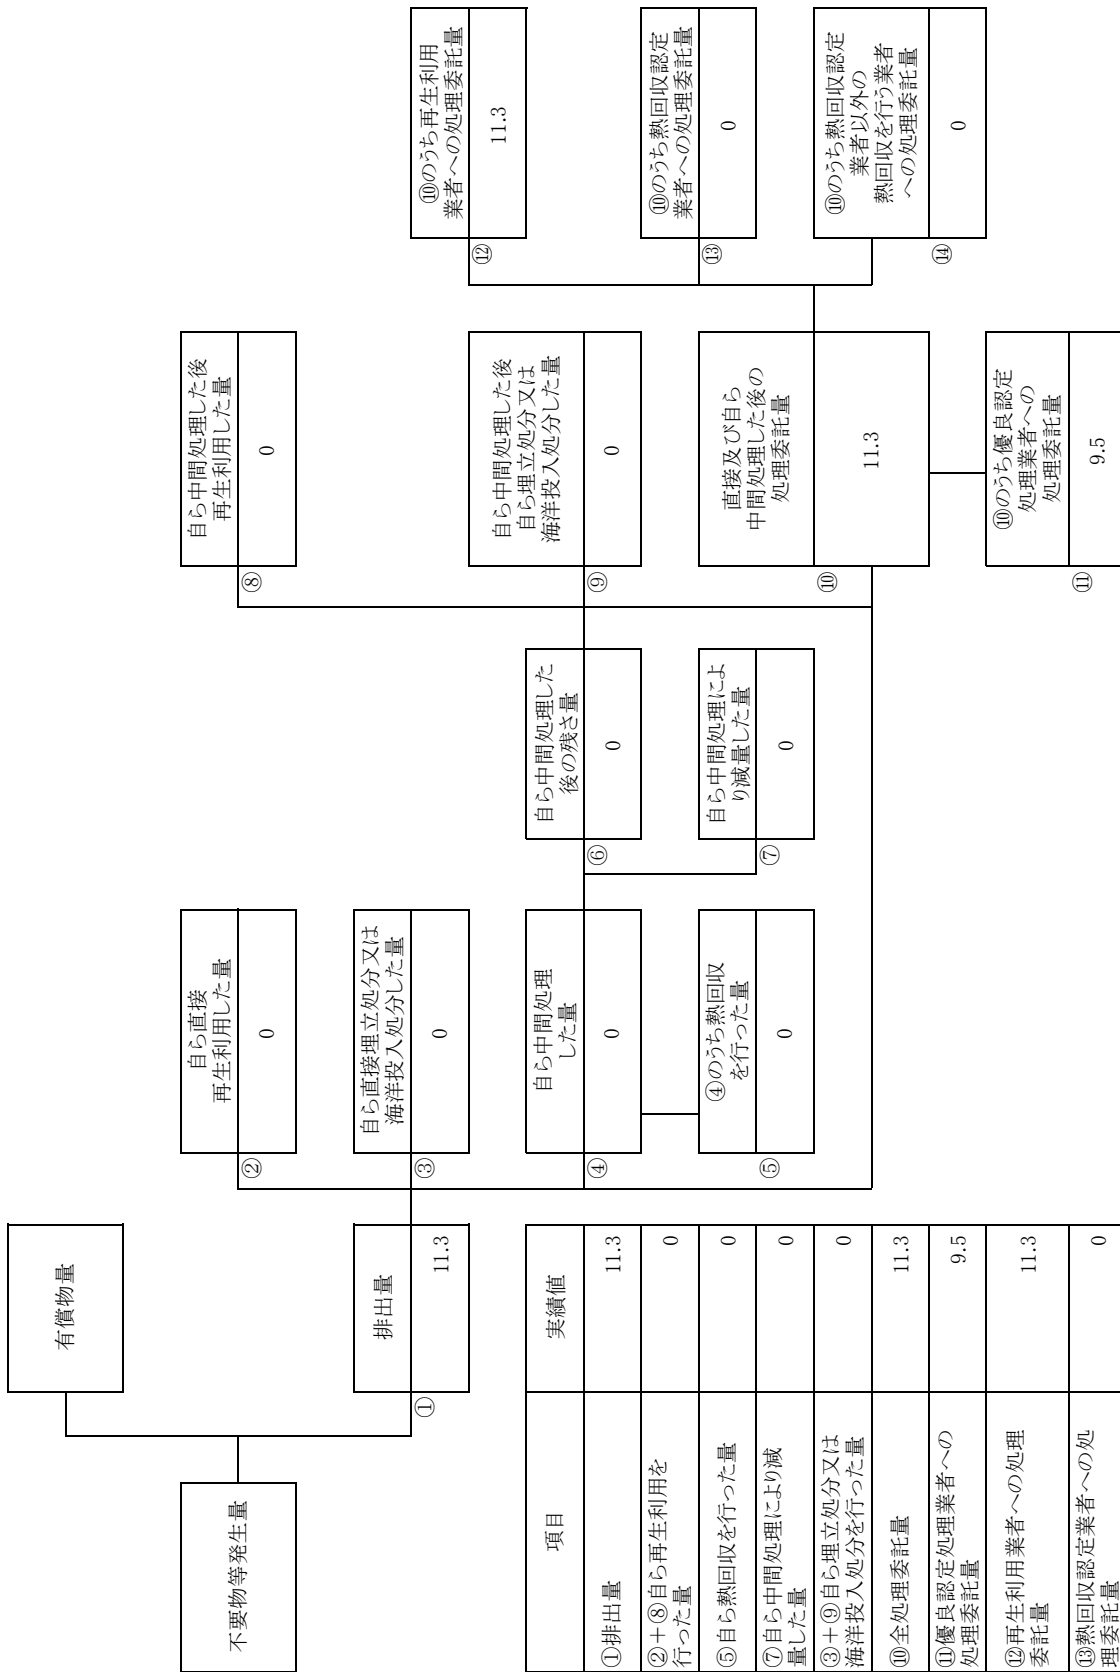 有償物量
不要物等発生量
排出量
①
11.3
自ら直接
再生利用した量
②
0
自ら直接埋立処分又は
海洋投入処分した量
③
0
自ら中間処理
した量
④
0
④のうち熱回収
を行った量
⑤
0
自ら中間処理した
後の残さ量
⑥
0
自ら中間処理によ
り減量した量
⑦
0
自ら中間処理した後
再生利用した量
⑧
0
自ら中間処理した後
自ら埋立処分又は
海洋投入処分した量
⑨
0
直接及び自ら
中間処理した後の
処理委託量
⑩
11.3
⑩のうち優良認定
処理業者への
処理委託量
⑪
9.5
⑩のうち再生利用
業者への処理委託量
⑫
11.3
⑩のうち熱回収認定
業者への処理委託量
⑬
0
⑩のうち熱回収認定
業者以外の
熱回収を行う業者
への処理委託量
⑭
0
項目 実績値
①排出量 11.3
②+⑧自ら再生利用を
行った量 0
⑤自ら熱回収を行った量 0
⑦自ら中間処理により減
量した量 0
③+⑨自ら埋立処分又は
海洋投入処分を行った量 0
⑩全処理委託量 11.3
⑪優良認定処理業者への
処理委託量 9.5
⑫再生利用業者への処理
委託量 11.3
⑬熱回収認定業者への処
理委託量 0